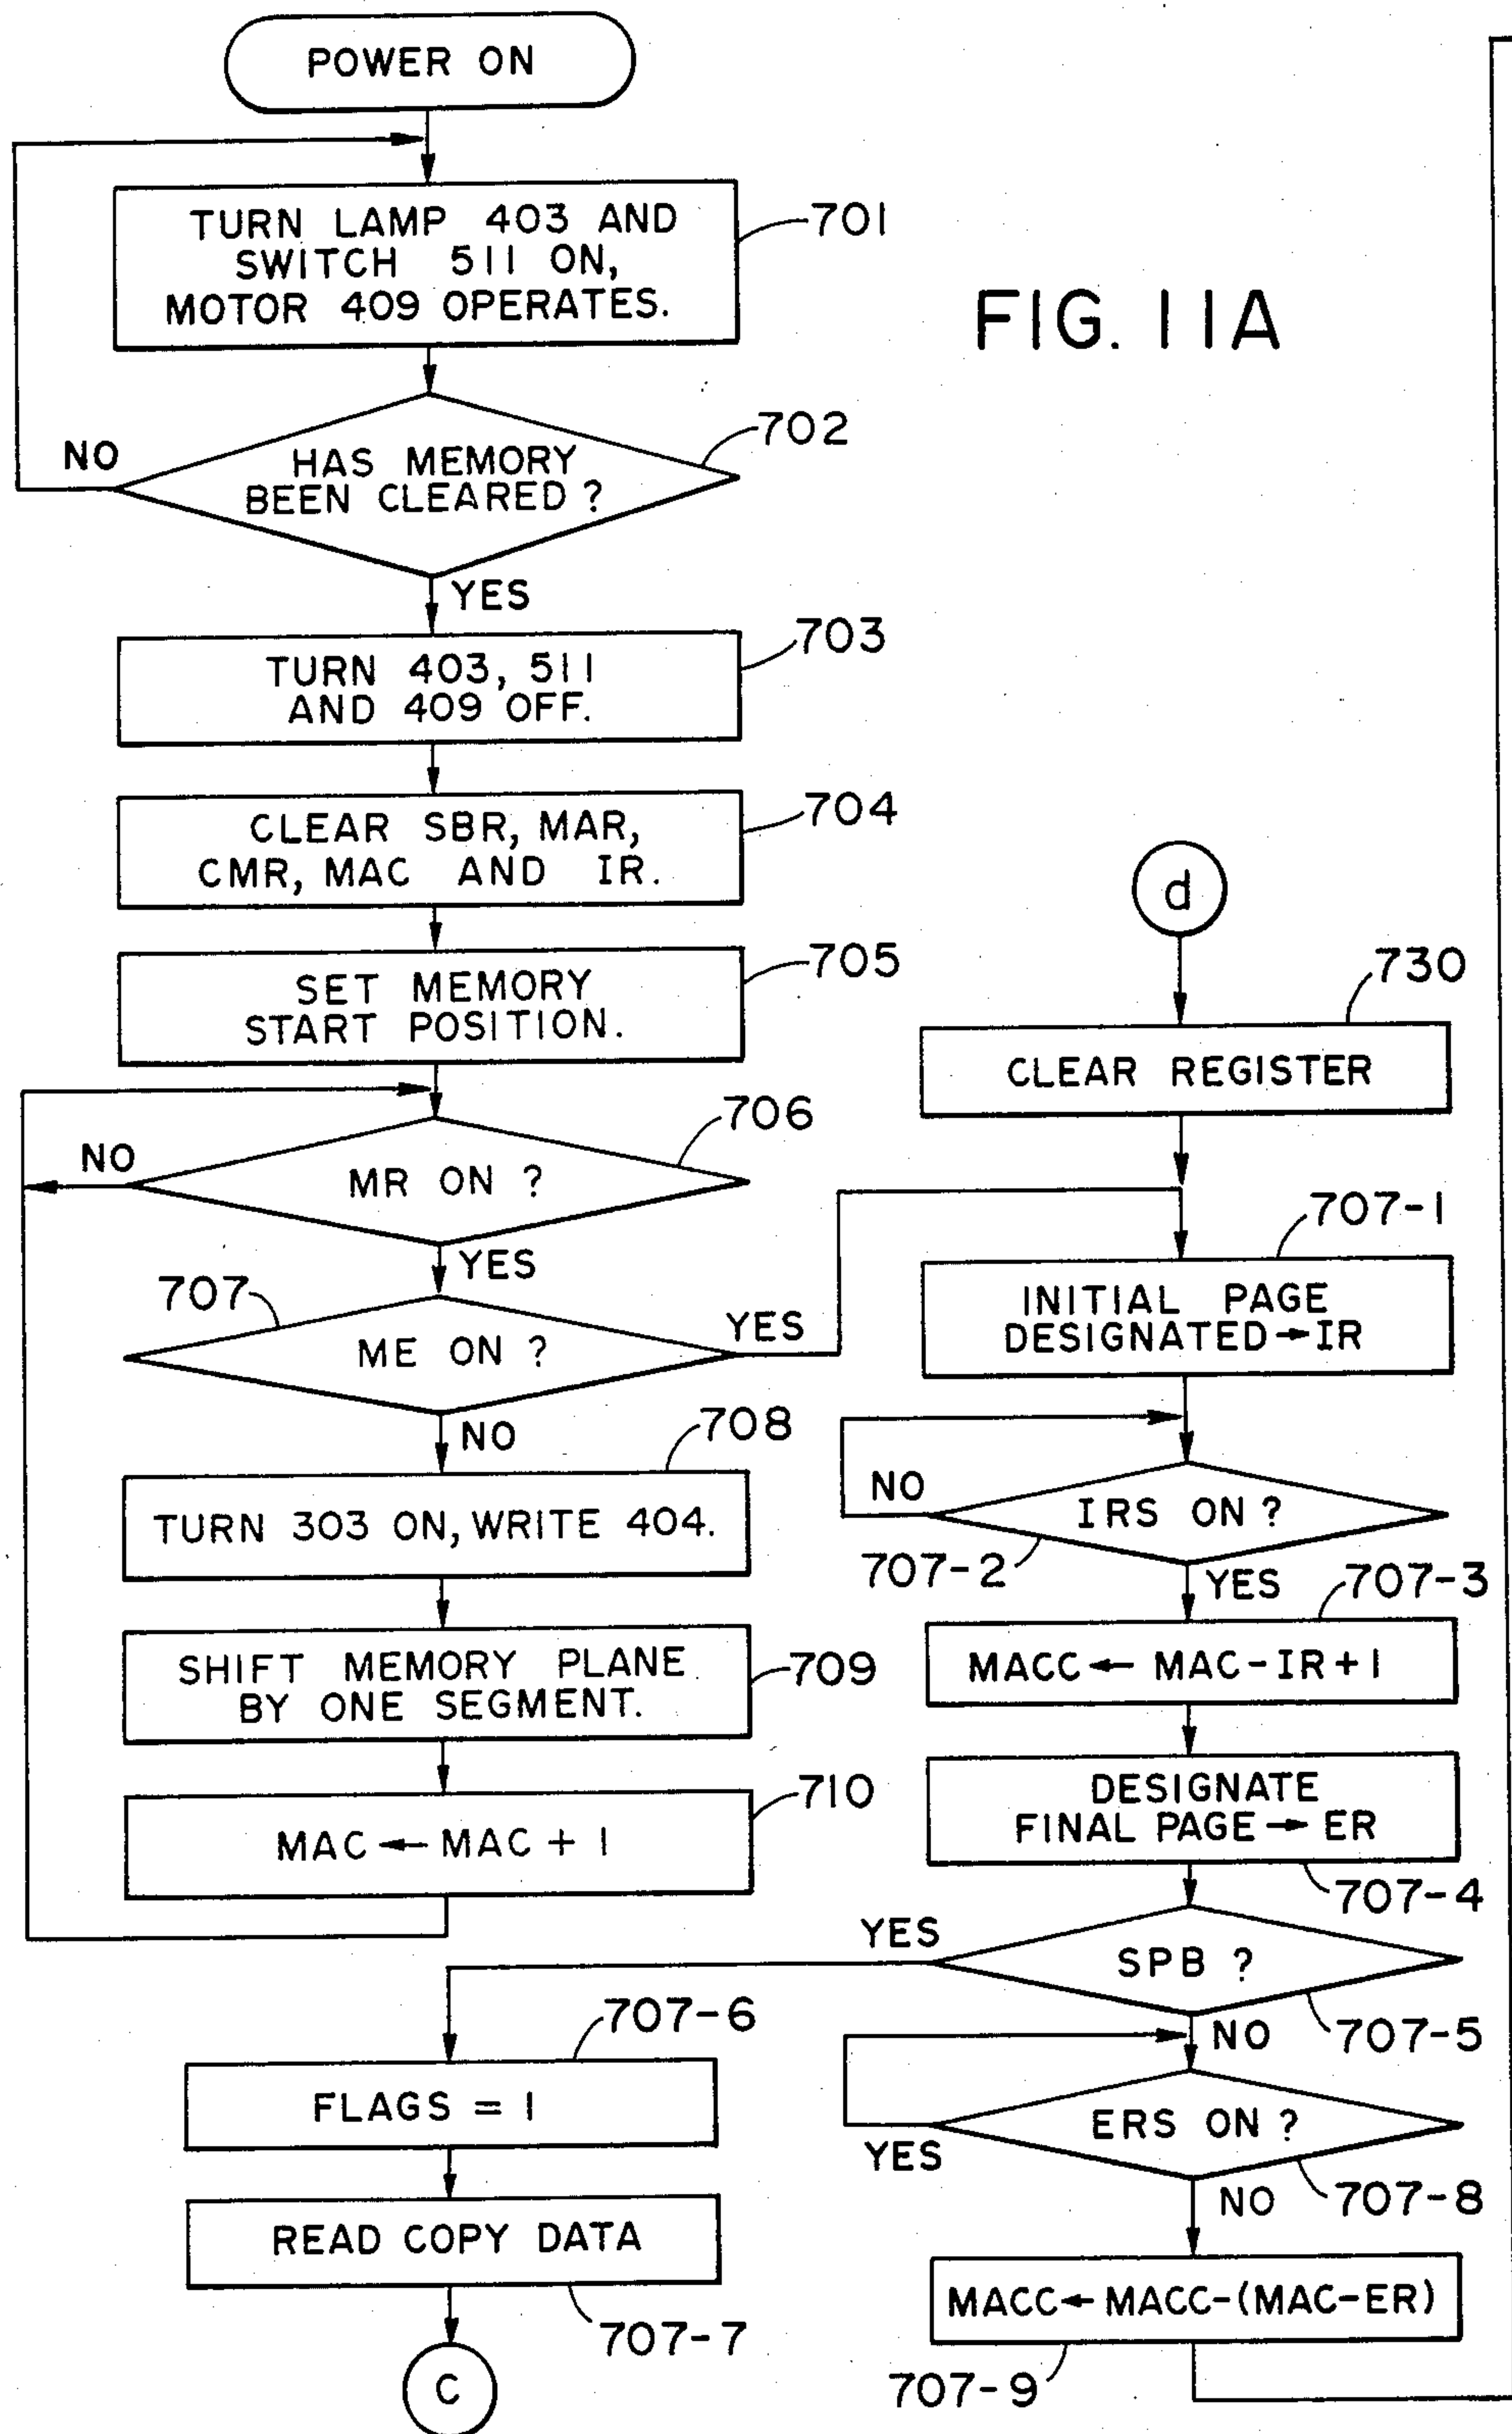 POWER ON
TURN LAMP 403 AND
SWITCH 511 ON,
MOTOR 409 OPERATES.
701
FIG. 11A
HAS MEMORY
BEEN CLEARED ?
702
NO
YES
TURN 403, 511
AND 409 OFF.
703
CLEAR SBR, MAR,
CMR, MAC AND IR.
704
SET MEMORY
START POSITION.
705
MR ON ?
706
NO
YES
707
ME ON ?
YES
NO
708
TURN 303 ON, WRITE 404.
SHIFT MEMORY PLANE
BY ONE SEGMENT.
709
710
MAC ← MAC + 1
d
730
CLEAR REGISTER
707-1
INITIAL PAGE
DESIGNATED → IR
NO
IRS ON ?
707-2
YES
707-3
MACC ← MAC - IR + 1
DESIGNATE
FINAL PAGE → ER
707-4
YES
SPB ?
707-5
NO
707-6
FLAGS = 1
READ COPY DATA
707-7
C
ERS ON ?
YES
707-8
NO
MACC ← MACC-(MAC-ER)
707-9